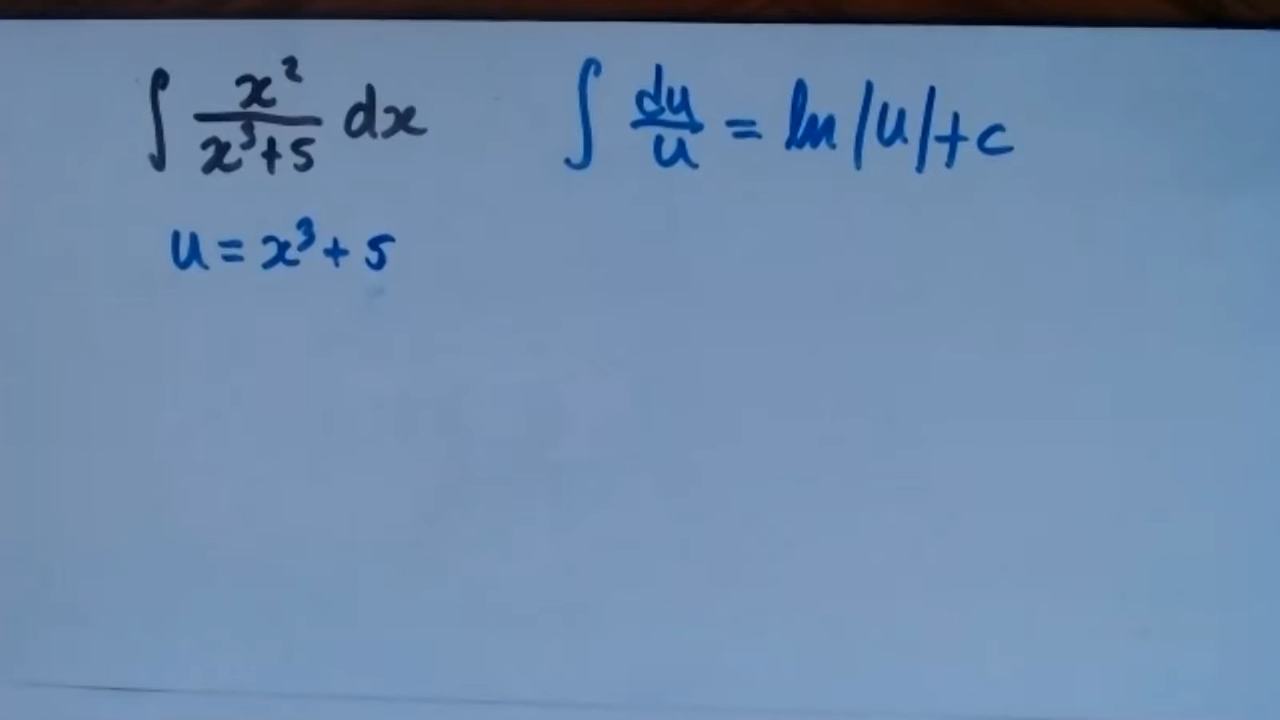 ∫ x²/(x³+5) dx
∫ du/u = ln|u|+c
u = x³ + 5